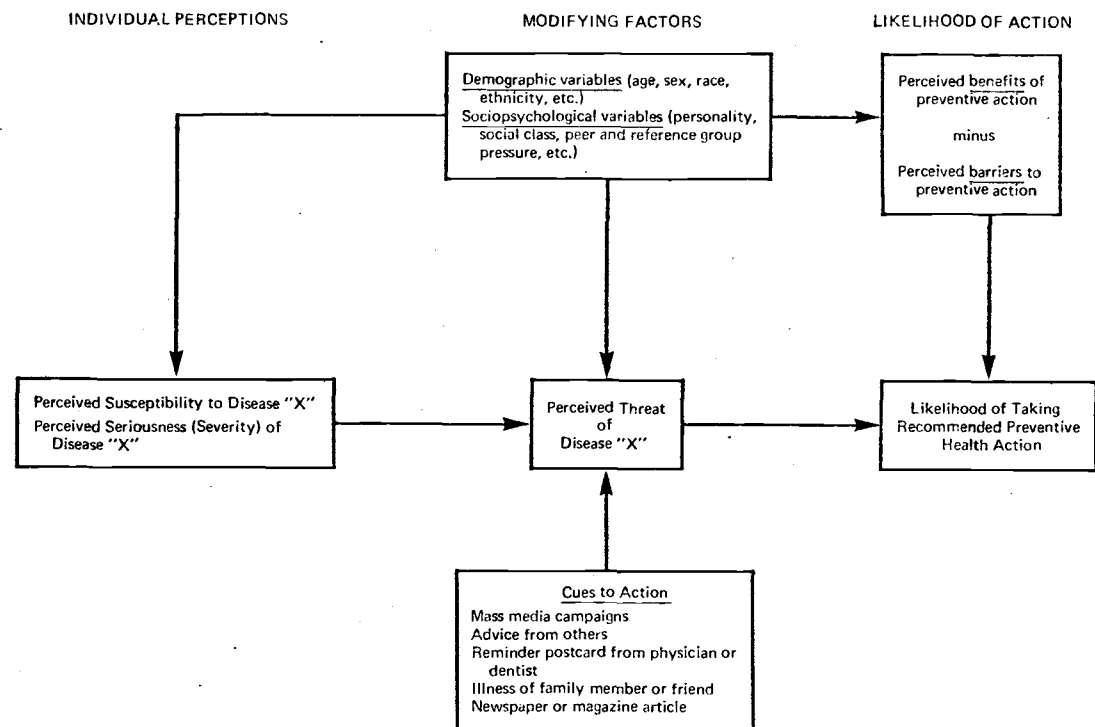 INDIVIDUAL PERCEPTIONS
MODIFYING FACTORS
LIKELIHOOD OF ACTION
Demographic variables (age, sex, race,
ethnicity, etc.)
Sociopsychological variables (personality,
social class, peer and reference group
pressure, etc.)
Perceived benefits of
preventive action
minus
Perceived barriers to
preventive action
Perceived Susceptibility to Disease "X"
Perceived Seriousness (Severity) of
Disease "X"
Perceived Threat
of
Disease "X"
Likelihood of Taking
Recommended Preventive
Health Action
Cues to Action
Mass media campaigns
Advice from others
Reminder postcard from physician or
dentist
Illness of family member or friend
Newspaper or magazine article